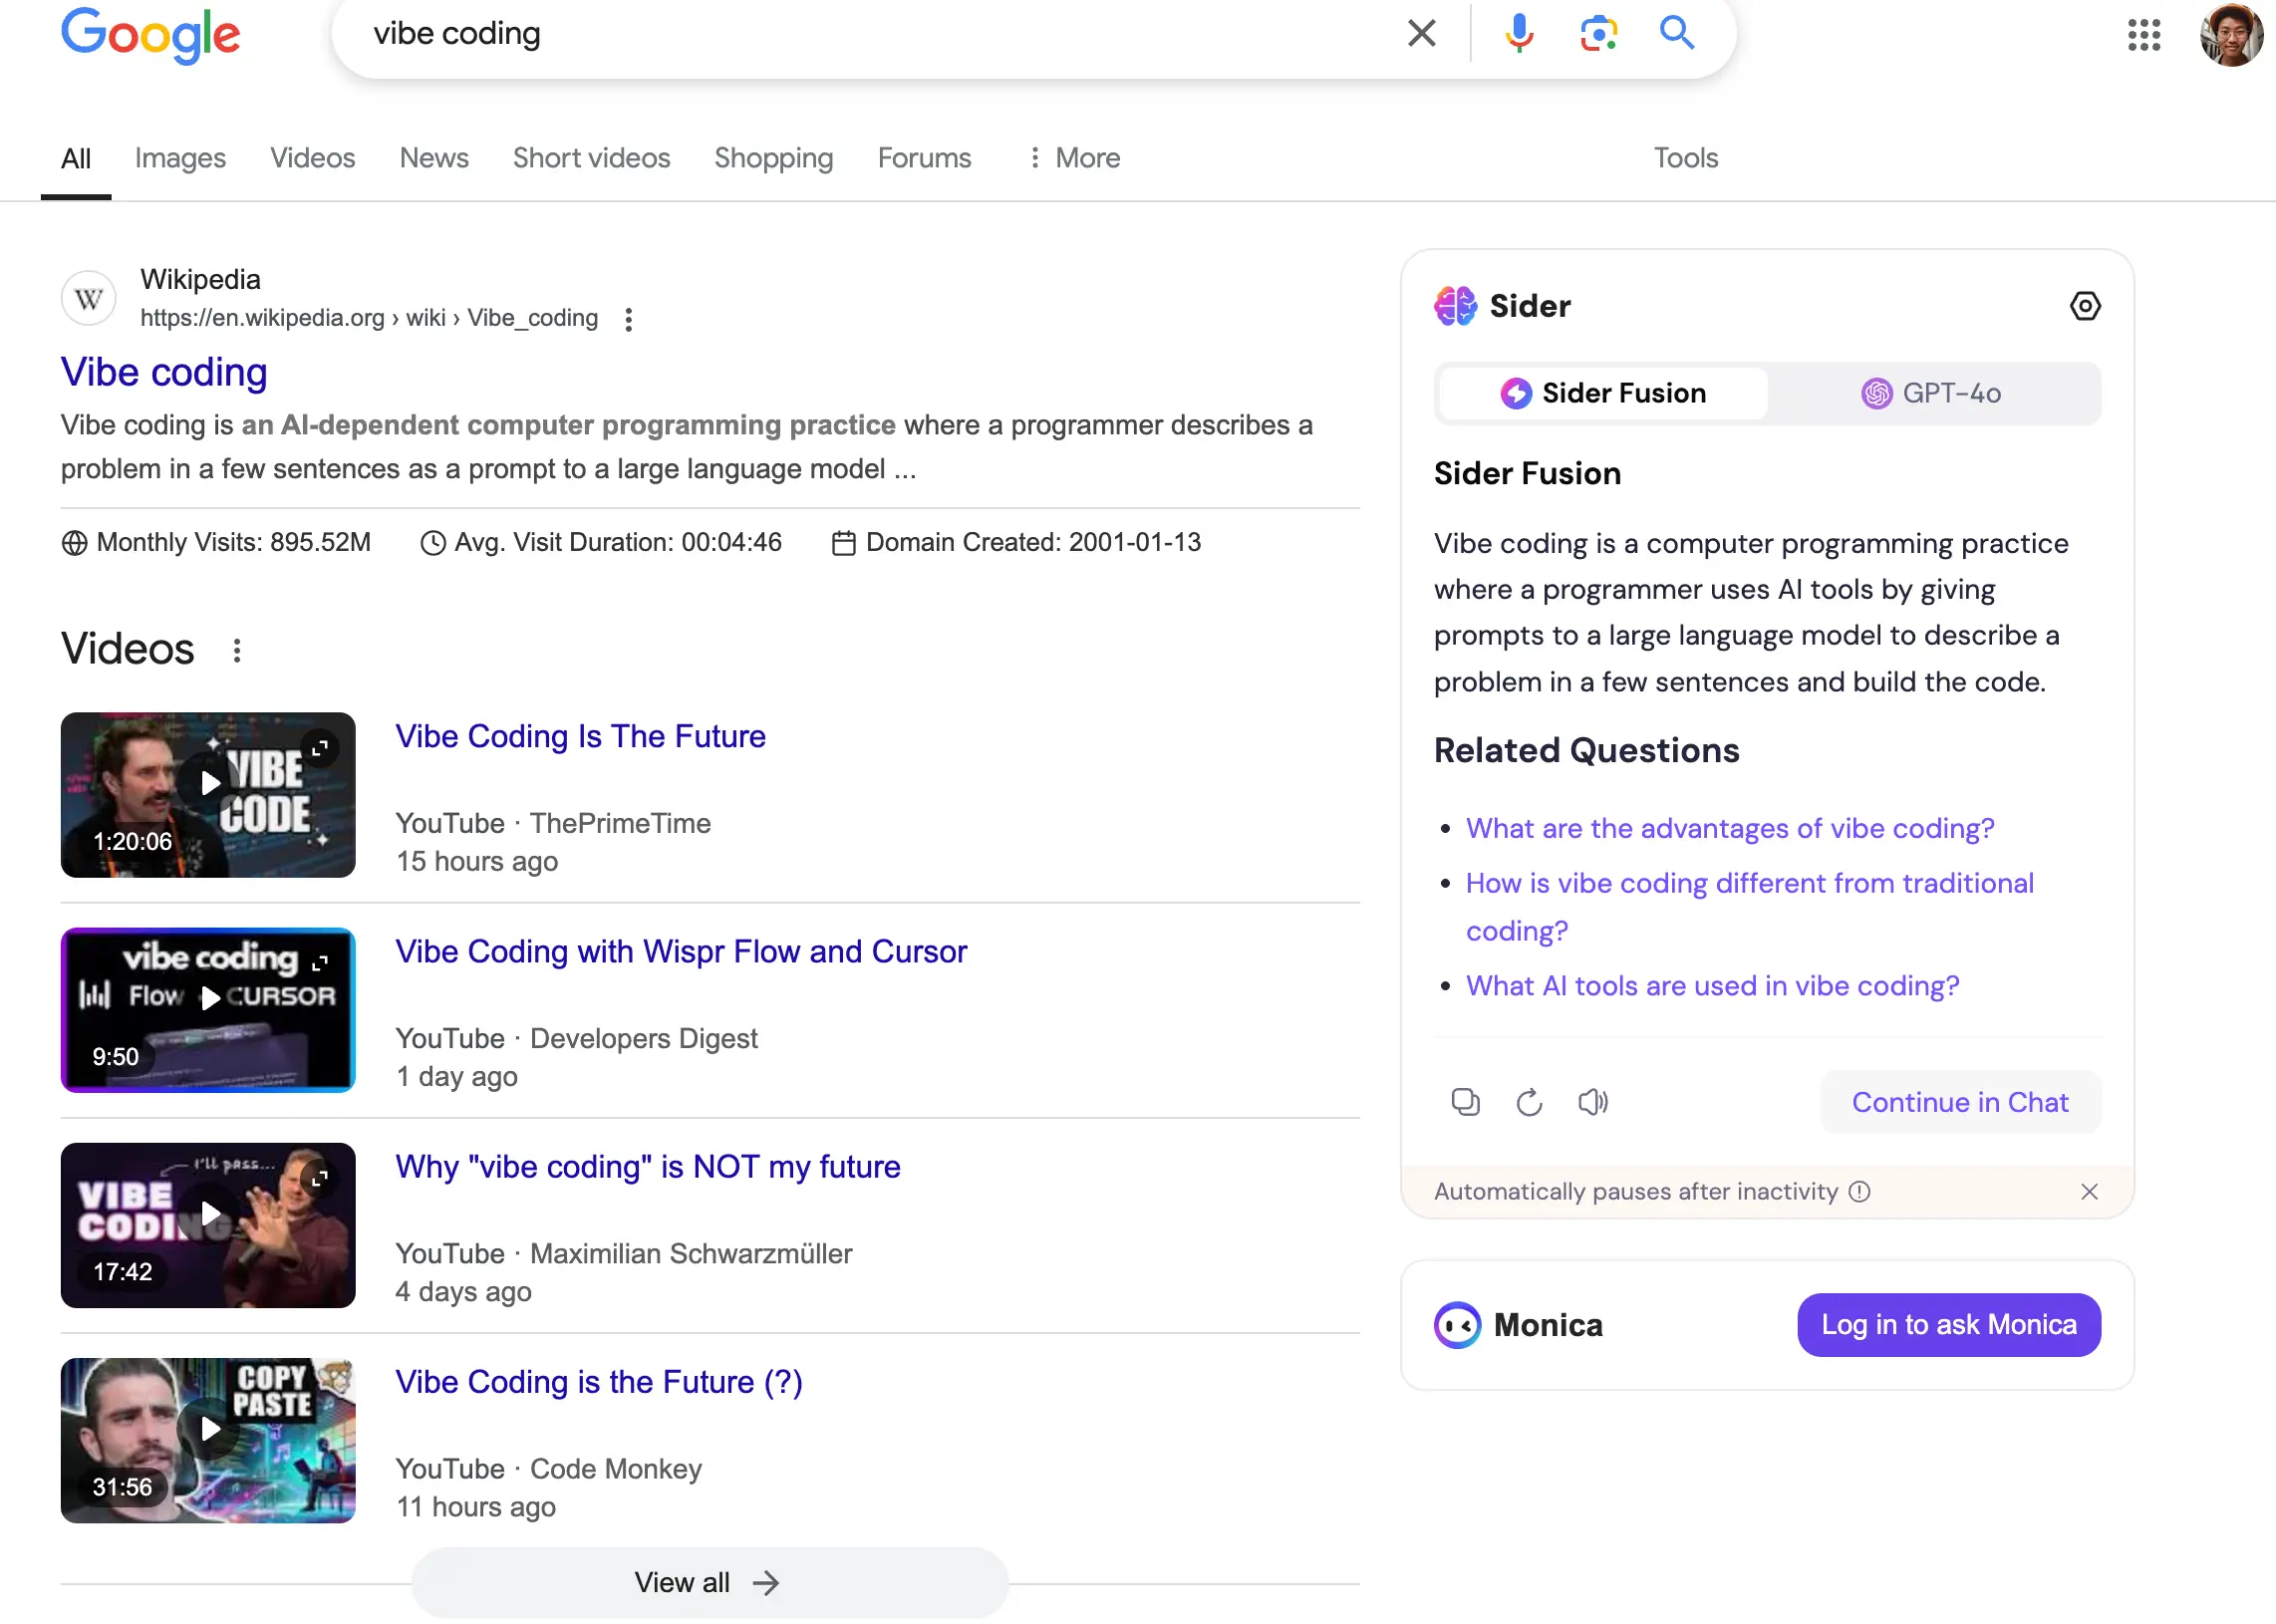 Google
vibe coding
All
Images
Videos
News
Short videos
Shopping
Forums
More
Tools
W
Wikipedia
https://en.wikipedia.org › wiki › Vibe_coding
Vibe coding
Vibe coding is an AI-dependent computer programming practice where a programmer describes a
problem in a few sentences as a prompt to a large language model ...
Monthly Visits: 895.52M
Avg. Visit Duration: 00:04:46
Domain Created: 2001-01-13
Videos
VIBE
CODE
1:20:06
Vibe Coding Is The Future
YouTube · ThePrimeTime
15 hours ago
vibe coding
Flow
CURSOR
9:50
Vibe Coding with Wispr Flow and Cursor
YouTube · Developers Digest
1 day ago
I'll pass...
VIBE
CODING
17:42
Why "vibe coding" is NOT my future
YouTube · Maximilian Schwarzmüller
4 days ago
COPY
PASTE
31:56
Vibe Coding is the Future (?)
YouTube · Code Monkey
11 hours ago
View all
Sider
Sider Fusion
GPT-4o
Sider Fusion
Vibe coding is a computer programming practice
where a programmer uses AI tools by giving
prompts to a large language model to describe a
problem in a few sentences and build the code.
Related Questions
What are the advantages of vibe coding?
How is vibe coding different from traditional
coding?
What AI tools are used in vibe coding?
Continue in Chat
Automatically pauses after inactivity
Monica
Log in to ask Monica